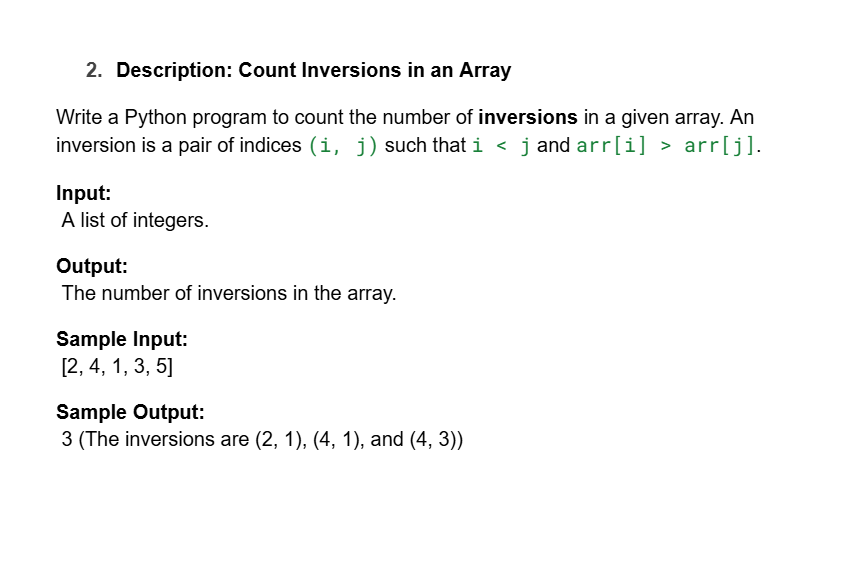 2. Description: Count Inversions in an Array
Write a Python program to count the number of inversions in a given array. An
inversion is a pair of indices (i, j) such that i < j and arr[i] > arr[j].
Input:
A list of integers.
Output:
The number of inversions in the array.
Sample Input:
[2, 4, 1, 3, 5]
Sample Output:
3 (The inversions are (2, 1), (4, 1), and (4, 3))